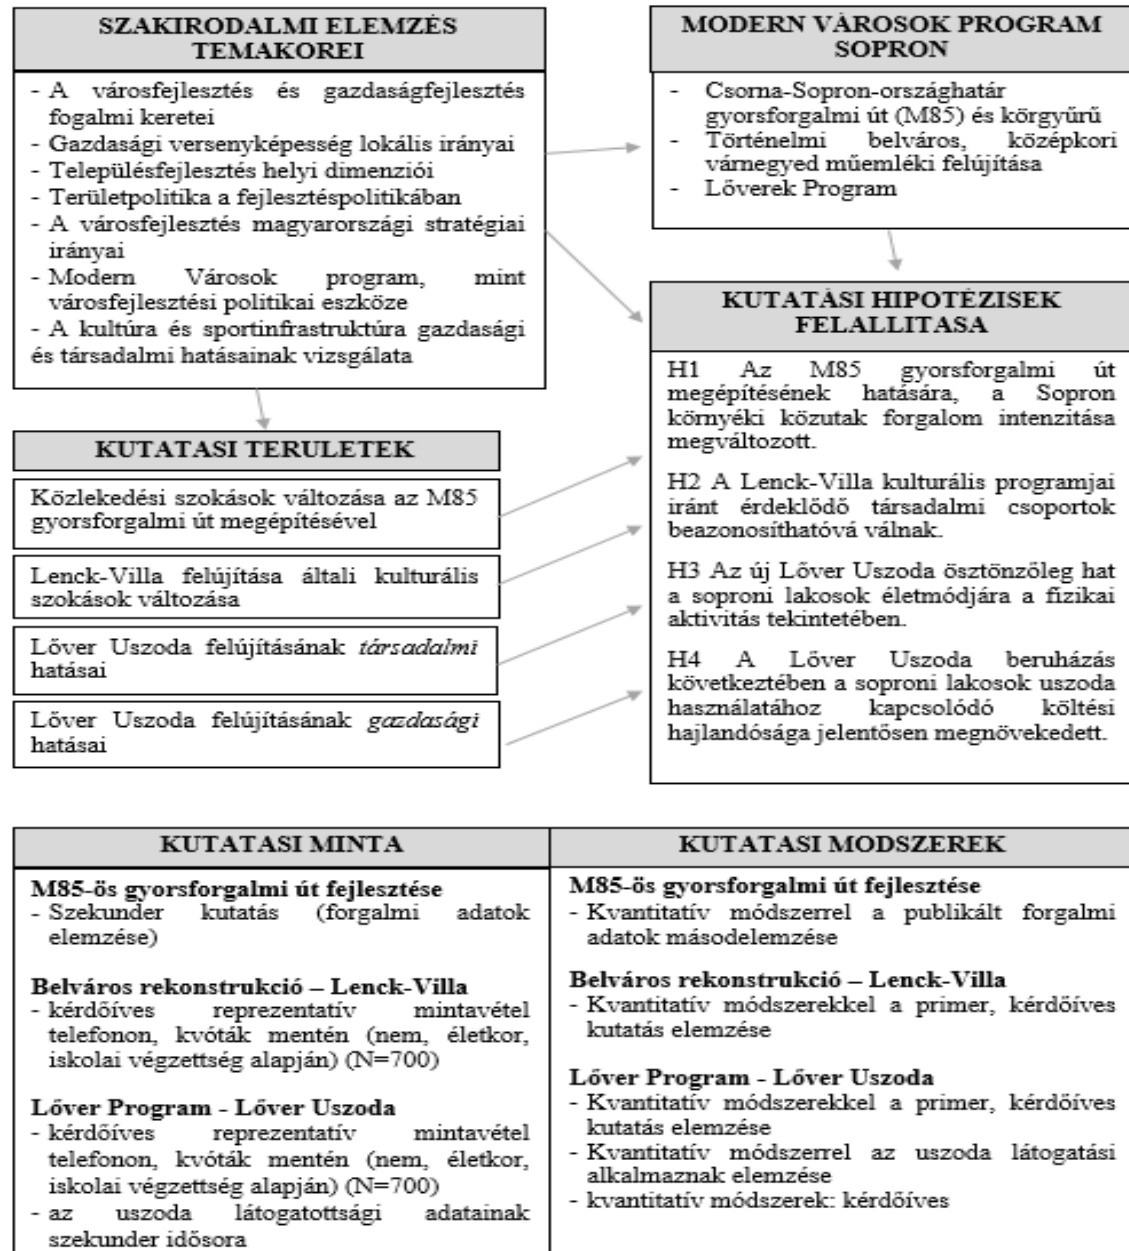 SZAKIRODALMI ELEMZÉS
TEMAKOREI
- A városfejlesztés és gazdaságfejlesztés
fogalmi keretei
- Gazdasági versenyképesség lokális irányai
- Településfejlesztés helyi dimenziói
- Területpolitika a fejlesztéspolitikában
- A városfejlesztés magyarországi stratégiai
irányai
- Modern Városok program, mint
városfejlesztési politikai eszköze
- A kultúra és sportinfrastruktúra gazdasági
és társadalmi hatásainak vizsgálata
MODERN VÁROSOK PROGRAM
SOPRON
- Csorna-Sopron-országhatár
gyorsforgalmi út (M85) és körgyűrű
- Történelmi belváros, középkori
várnegyed műemléki felújítása
- Lőverek Program
KUTATASI TERULETEK
Közlekedési szokások változása az M85
gyorsforgalmi út megépítésével
Lenck-Villa felújítása általi kulturális
szokások változása
Lőver Uszoda felújításának társadalmi
hatásai
Lőver Uszoda felújításának gazdasági
hatásai
KUTATÁSI HIPOTÉZISEK
FELALLITASA
H1 Az M85 gyorsforgalmi út
megépítésének hatására, a Sopron
környéki közutak forgalom intenzitása
megváltozott.
H2 A Lenck-Villa kulturális programjai
iránt érdeklődő társadalmi csoportok
beazonosíthatóvá válnak.
H3 Az új Lőver Uszoda ösztönzőleg hat
a soproni lakosok életmódjára a fizikai
aktivitás tekintetében.
H4 A Lőver Uszoda beruházás
következtében a soproni lakosok uszoda
használatához kapcsolódó költési
hajlandósága jelentősen megnövekedett.
KUTATASI MINTA
M85-ös gyorsforgalmi út fejlesztése
- Szekunder kutatás (forgalmi adatok
elemzése)
Belváros rekonstrukció – Lenck-Villa
- kérdőíves reprezentatív mintavétel
telefonon, kvóták mentén (nem, életkor,
iskolai végzettség alapján) (N=700)
Lőver Program - Lőver Uszoda
- kérdőíves reprezentatív mintavétel
telefonon, kvóták mentén (nem, életkor,
iskolai végzettség alapján) (N=700)
- az uszoda látogatottsági adatainak
szekunder idősora
KUTATASI MODSZEREK
M85-ös gyorsforgalmi út fejlesztése
- Kvantitatív módszerrel a publikált forgalmi
adatok másodelemzése
Belváros rekonstrukció – Lenck-Villa
- Kvantitatív módszerekkel a primer, kérdőíves
kutatás elemzése
Lőver Program - Lőver Uszoda
- Kvantitatív módszerekkel a primer, kérdőíves
kutatás elemzése
- Kvantitatív módszerrel az uszoda látogatási
alkalmaznak elemzése
- kvantitatív módszerek: kérdőíves